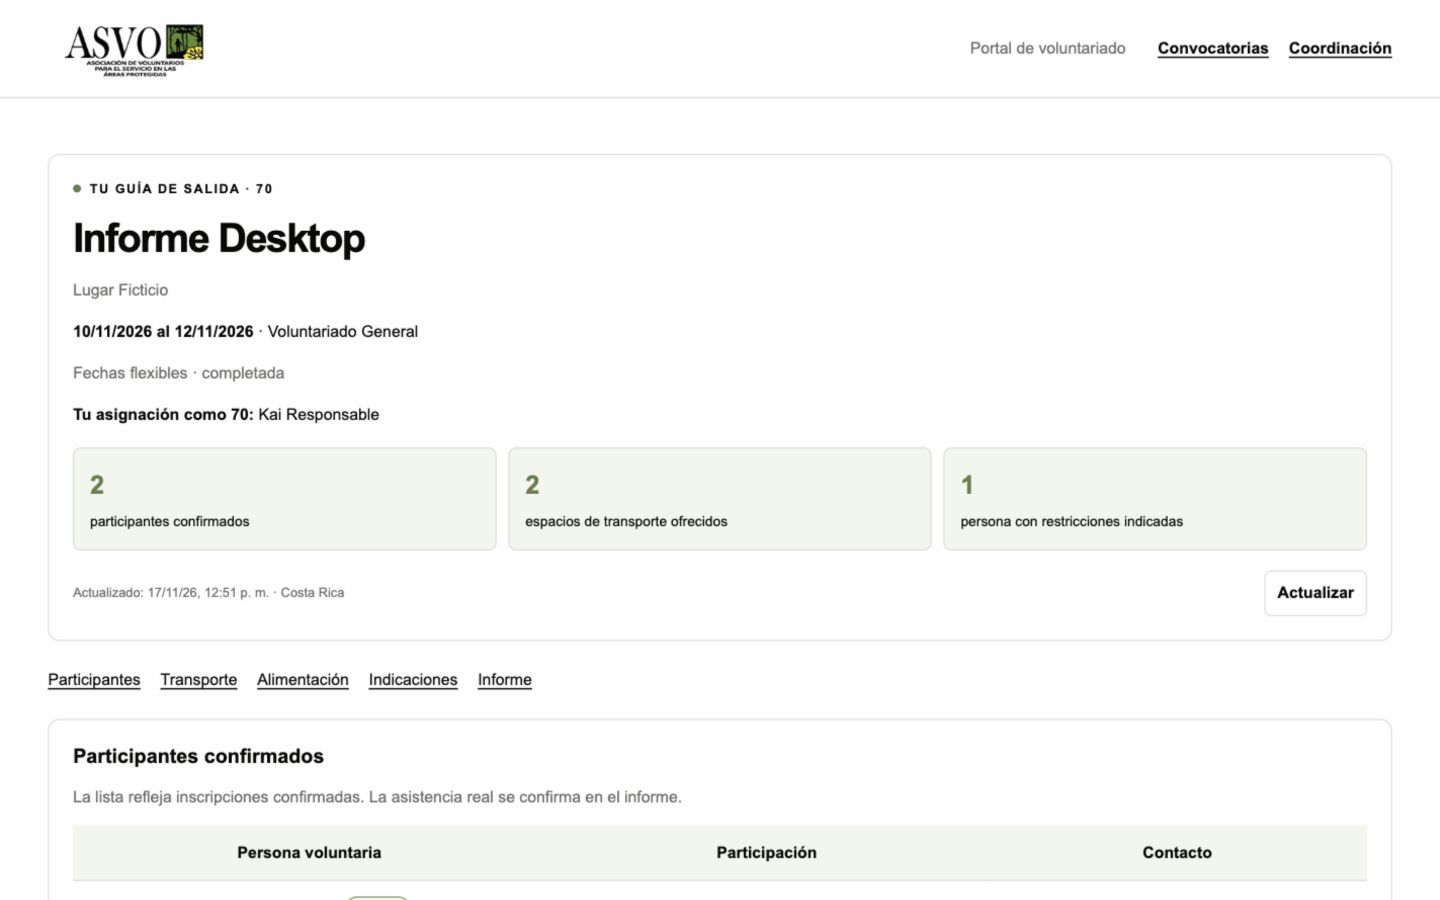 ASVO
ASOCIACIÓN DE VOLUNTARIOS
PARA EL SERVICIO EN LAS
ÁREAS PROTEGIDAS
Portal de voluntariado
Convocatorias
Coordinación
TU GUÍA DE SALIDA · 70
Informe Desktop
Lugar Ficticio
10/11/2026 al 12/11/2026 · Voluntariado General
Fechas flexibles · completada
Tu asignación como 70: Kai Responsable
2
participantes confirmados
2
espacios de transporte ofrecidos
1
persona con restricciones indicadas
Actualizado: 17/11/26, 12:51 p. m. · Costa Rica
Actualizar
Participantes
Transporte
Alimentación
Indicaciones
Informe
Participantes confirmados
La lista refleja inscripciones confirmadas. La asistencia real se confirma en el informe.
Persona voluntaria
Participación
Contacto